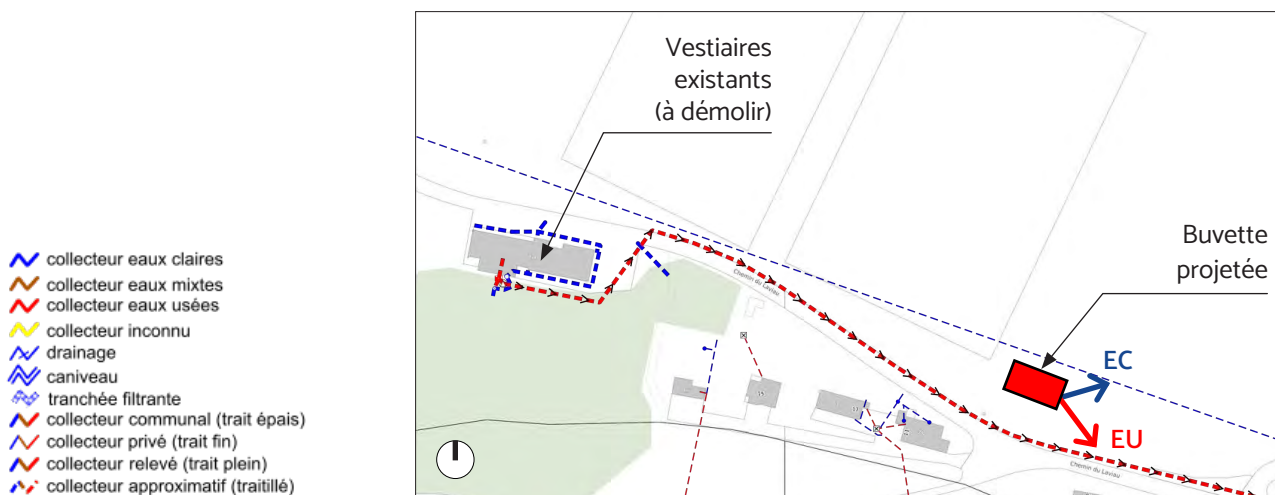 Vestiaires
existants
(à démolir)
Buvette
projetée
EC
EU
Chemin du Laviau
Chemin du Laviau
collecteur eaux claires
collecteur eaux mixtes
collecteur eaux usées
collecteur inconnu
drainage
caniveau
tranchée filtrante
collecteur communal (trait épais)
collecteur privé (trait fin)
collecteur relevé (trait plein)
collecteur approximatif (traitillé)